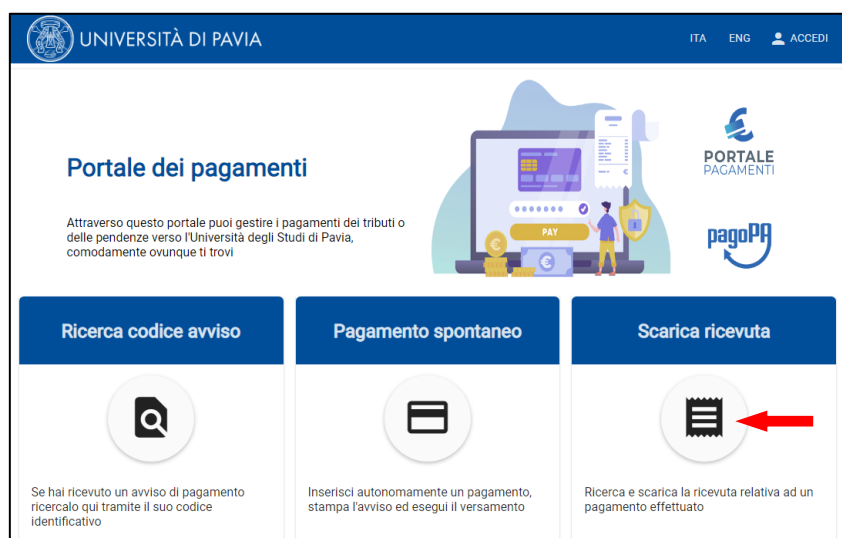 UNIVERSITÀ DI PAVIA
ITA ENG ACCEDI
Portale dei pagamenti
Attraverso questo portale puoi gestire i pagamenti dei tributi o
delle pendenze verso l'Università degli Studi di Pavia,
comodamente ovunque ti trovi
PAY
PORTALE
PAGAMENTI
pagoPA
Ricerca codice avviso
Pagamento spontaneo
Scarica ricevuta
Se hai ricevuto un avviso di pagamento
ricercalo qui tramite il suo codice
identificativo
Inserisci autonomamente un pagamento,
stampa l'avviso ed esegui il versamento
Ricerca e scarica la ricevuta relativa ad un
pagamento effettuato